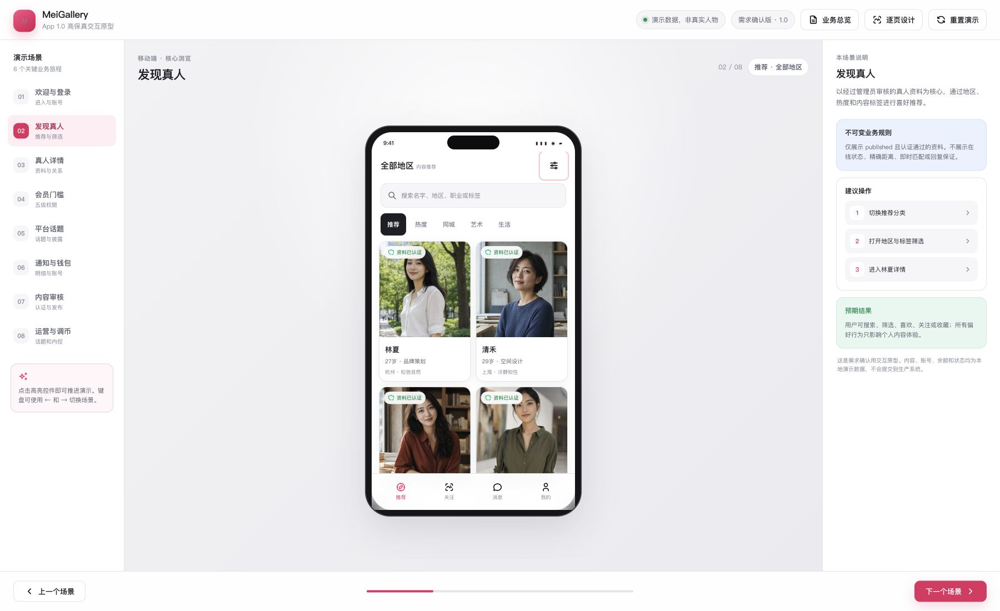 MeiGallery
App 1.0 高保真交互原型
演示数据，非真实人物
需求确认版 · 1.0
业务总览
逐页设计
重置演示
演示场景
8 个关键业务旅程
01
欢迎与登录
进入与账号
02
发现真人
推荐与筛选
03
真人详情
资料与关系
04
会员门槛
五级权限
05
平台话题
话题与披露
06
通知与钱包
明细与账号
07
内容审核
认证与发布
08
运营与调币
话题和内控
点击高亮控件即可推进演示。键
盘可使用 ← 和 → 切换场景。
移动端 · 核心浏览
发现真人
02 / 08
推荐 · 全部地区
9:41
全部地区 内容推荐
搜索名字、地区、职业或标签
推荐
热度
同城
艺术
生活
资料已认证
林夏
27岁 · 品牌策划
杭州 · 松弛自然
资料已认证
清禾
29岁 · 空间设计
上海 · 冷静知性
资料已认证
资料已认证
推荐
关注
消息
我的
本场景说明
发现真人
以经过管理员审核的真人资料为核心，通过地区、
热度和内容标签进行喜好推荐。
不可变业务规则
仅展示 published 且认证通过的资料。不展示在
线状态、精确距离、即时匹配或回复保证。
建议操作
1
切换推荐分类
2
打开地区与标签筛选
3
进入林夏详情
预期结果
用户可搜索、筛选、喜欢、关注或收藏；所有偏
好行为只影响个人内容体验。
这是需求确认用交互原型。内容、账号、余额和状态均为本
地演示数据，不会提交到生产系统。
上一个场景
下一个场景